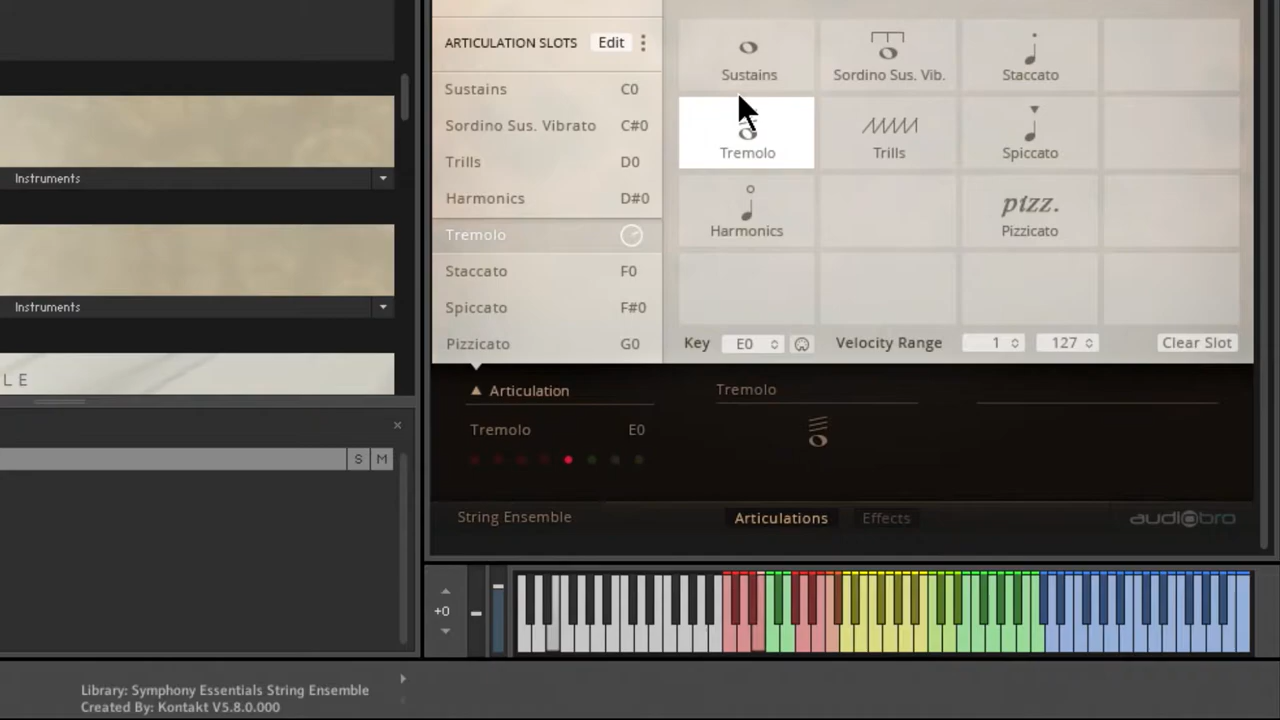 ARTICULATION SLOTS Edit
Sustains C0
Sordino Sus. Vibrato C#0
Trills D0
Harmonics D#0
Tremolo
Staccato F0
Spiccato F#0
Pizzicato G0
Sustains Sordino Sus. Vib. Staccato
Tremolo Trills Spiccato
pizz.
Harmonics Pizzicato
Key E0 Velocity Range 1 127 Clear Slot
Instruments
Instruments
LE
Articulation
Tremolo E0
Tremolo
String Ensemble Articulations Effects audiobro
S M
+0
Library: Symphony Essentials String Ensemble
Created By: Kontakt V5.8.0.000